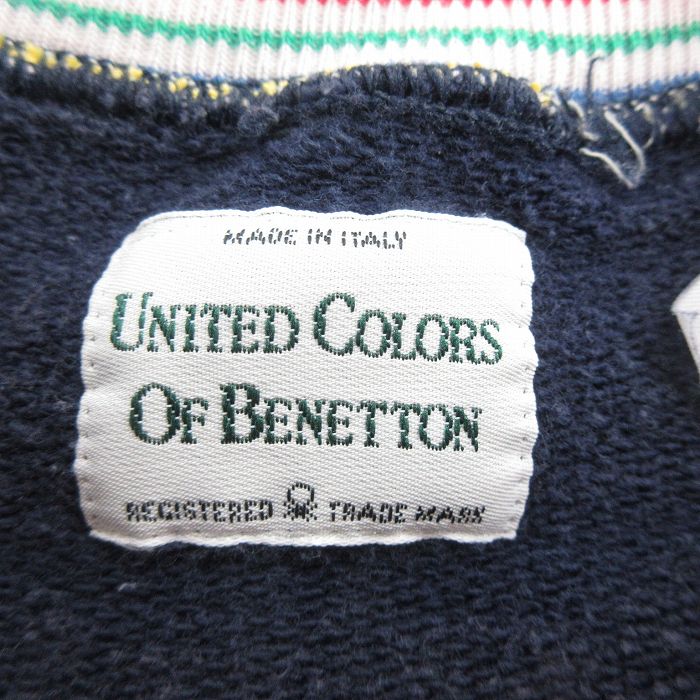 MADE IN ITALY
UNITED COLORS
OF BENETTON
REGISTERED TRADE MARK